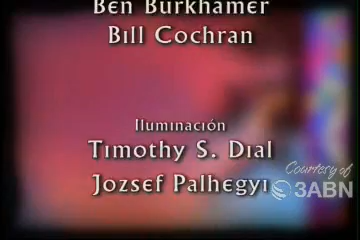 Ben Burkhamer
Bill Cochran
Iluminación
Timothy S. Dial
Jozsef Palhegyi
Courtesy of
3ABN